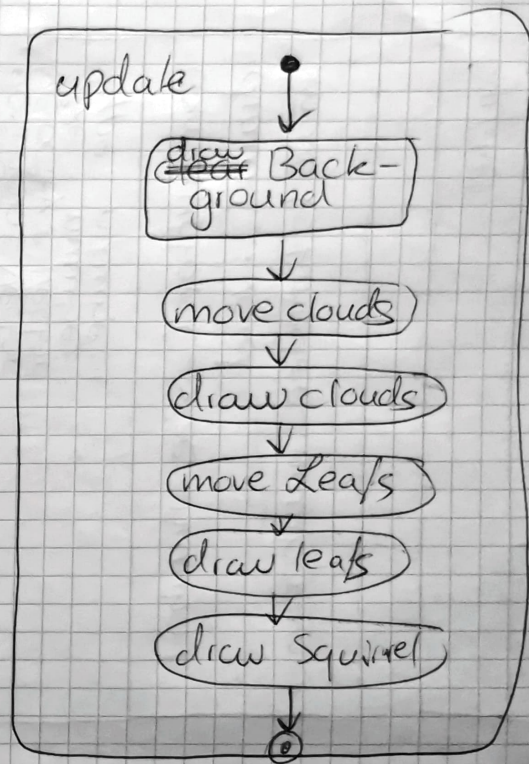 update
draw
clear Back-
ground
move clouds
draw clouds
move Leafs
draw leafs
draw Squirrel